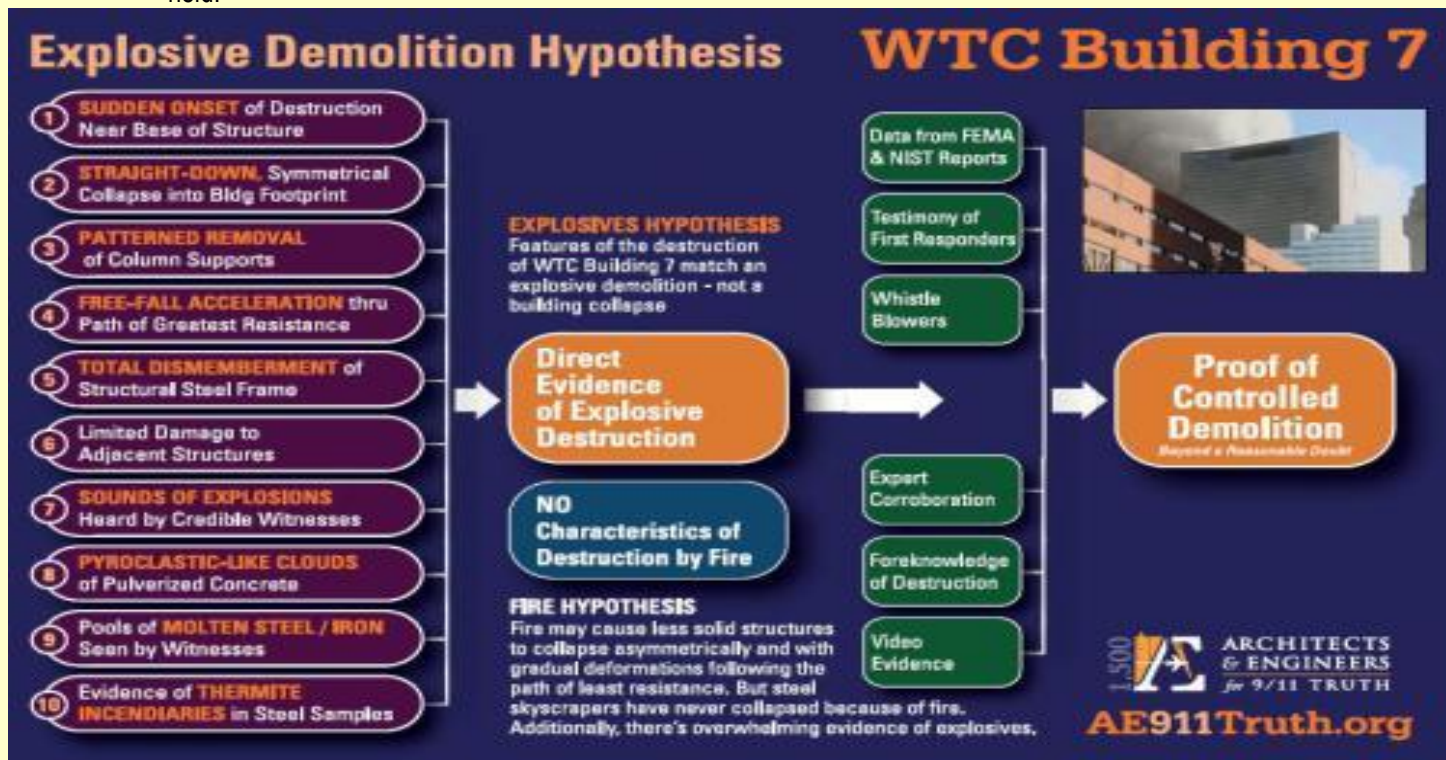 Explosive Demolition Hypothesis
WTC Building 7
1 SUDDEN ONSET of Destruction
Near Base of Structure
2 STRAIGHT-DOWN, Symmetrical
Collapse into Bldg Footprint
3 PATTERNED REMOVAL
of Column Supports
4 FREE-FALL ACCELERATION thru
Path of Greatest Resistance
5 TOTAL DISMEMBERMENT of
Structural Steel Frame
6 Limited Damage to
Adjacent Structures
7 SOUNDS OF EXPLOSIONS
Heard by Credible Witnesses
8 PYROCLASTIC-LIKE CLOUDS
of Pulverized Concrete
9 Pools of MOLTEN STEEL / IRON
Seen by Witnesses
10 Evidence of THERMITE
INCENDIARIES in Steel Samples
EXPLOSIVES HYPOTHESIS
Features of the destruction
of WTC Building 7 match an
explosive demolition - not a
building collapse
Direct
Evidence
of Explosive
Destruction
NO
Characteristics of
Destruction by Fire
FIRE HYPOTHESIS
Fire may cause less solid structures
to collapse asymmetrically and with
gradual deformations following the
path of least resistance. But steel
skyscrapers have never collapsed because of fire.
Additionally, there's overwhelming evidence of explosives.
Data from FEMA
& NIST Reports
Testimony of
First Responders
Whistle
Blowers
Expert
Corroboration
Foreknowledge
of Destruction
Video
Evidence
Proof of
Controlled
Demolition
Beyond a Reasonable Doubt
1,500
AE
ARCHITECTS
& ENGINEERS
for 9/11 TRUTH
AE911Truth.org